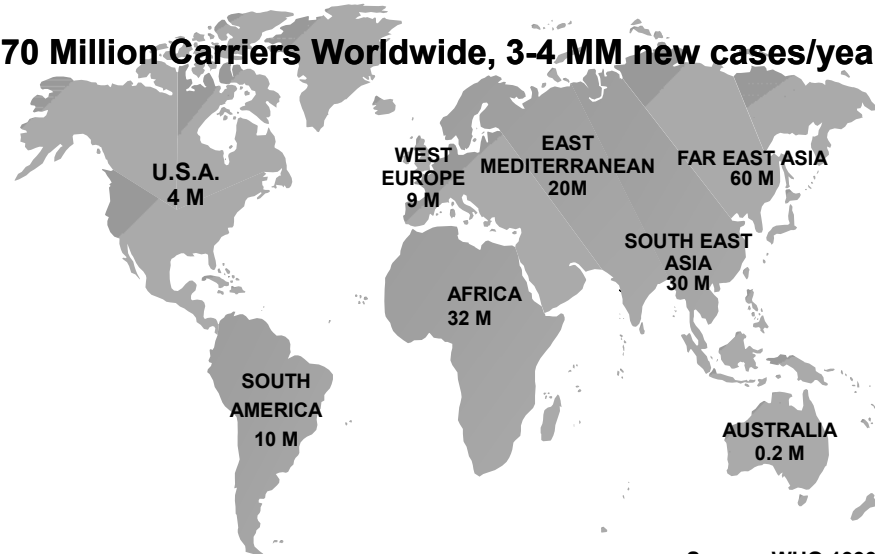 70 Million Carriers Worldwide, 3-4 MM new cases/yea
U.S.A.
4 M
WEST
EUROPE
9 M
EAST
MEDITERRANEAN
20M
FAR EAST ASIA
60 M
SOUTH EAST
ASIA
30 M
AFRICA
32 M
SOUTH
AMERICA
10 M
AUSTRALIA
0.2 M